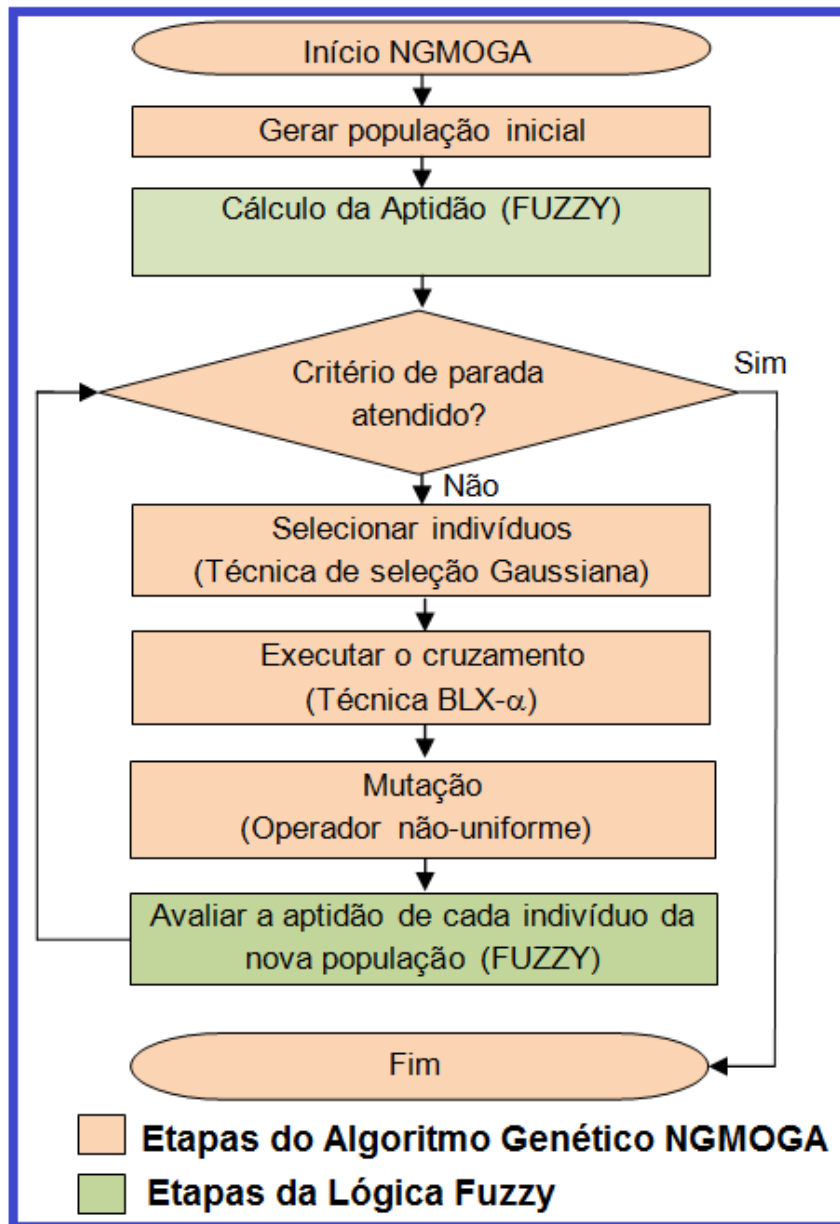 Início NGMOGA
Gerar população inicial
Cálculo da Aptidão (FUZZY)
Critério de parada
atendido?
Sim
Não
Selecionar indivíduos
(Técnica de seleção Gaussiana)
Executar o cruzamento
(Técnica BLX-α)
Mutação
(Operador não-uniforme)
Avaliar a aptidão de cada indivíduo da
nova população (FUZZY)
Fim
Etapas do Algoritmo Genético NGMOGA
Etapas da Lógica Fuzzy